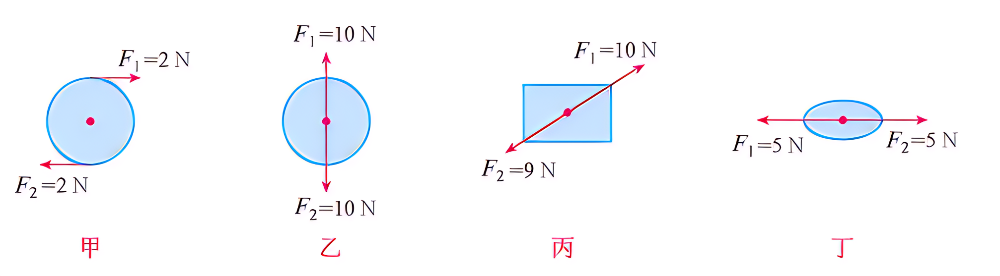 F₁=2 N
F₂=2 N
甲
F₁=10 N
F₂=10 N
乙
F₁=10 N
F₂=9 N
丙
F₁=5 N
F₂=5 N
丁